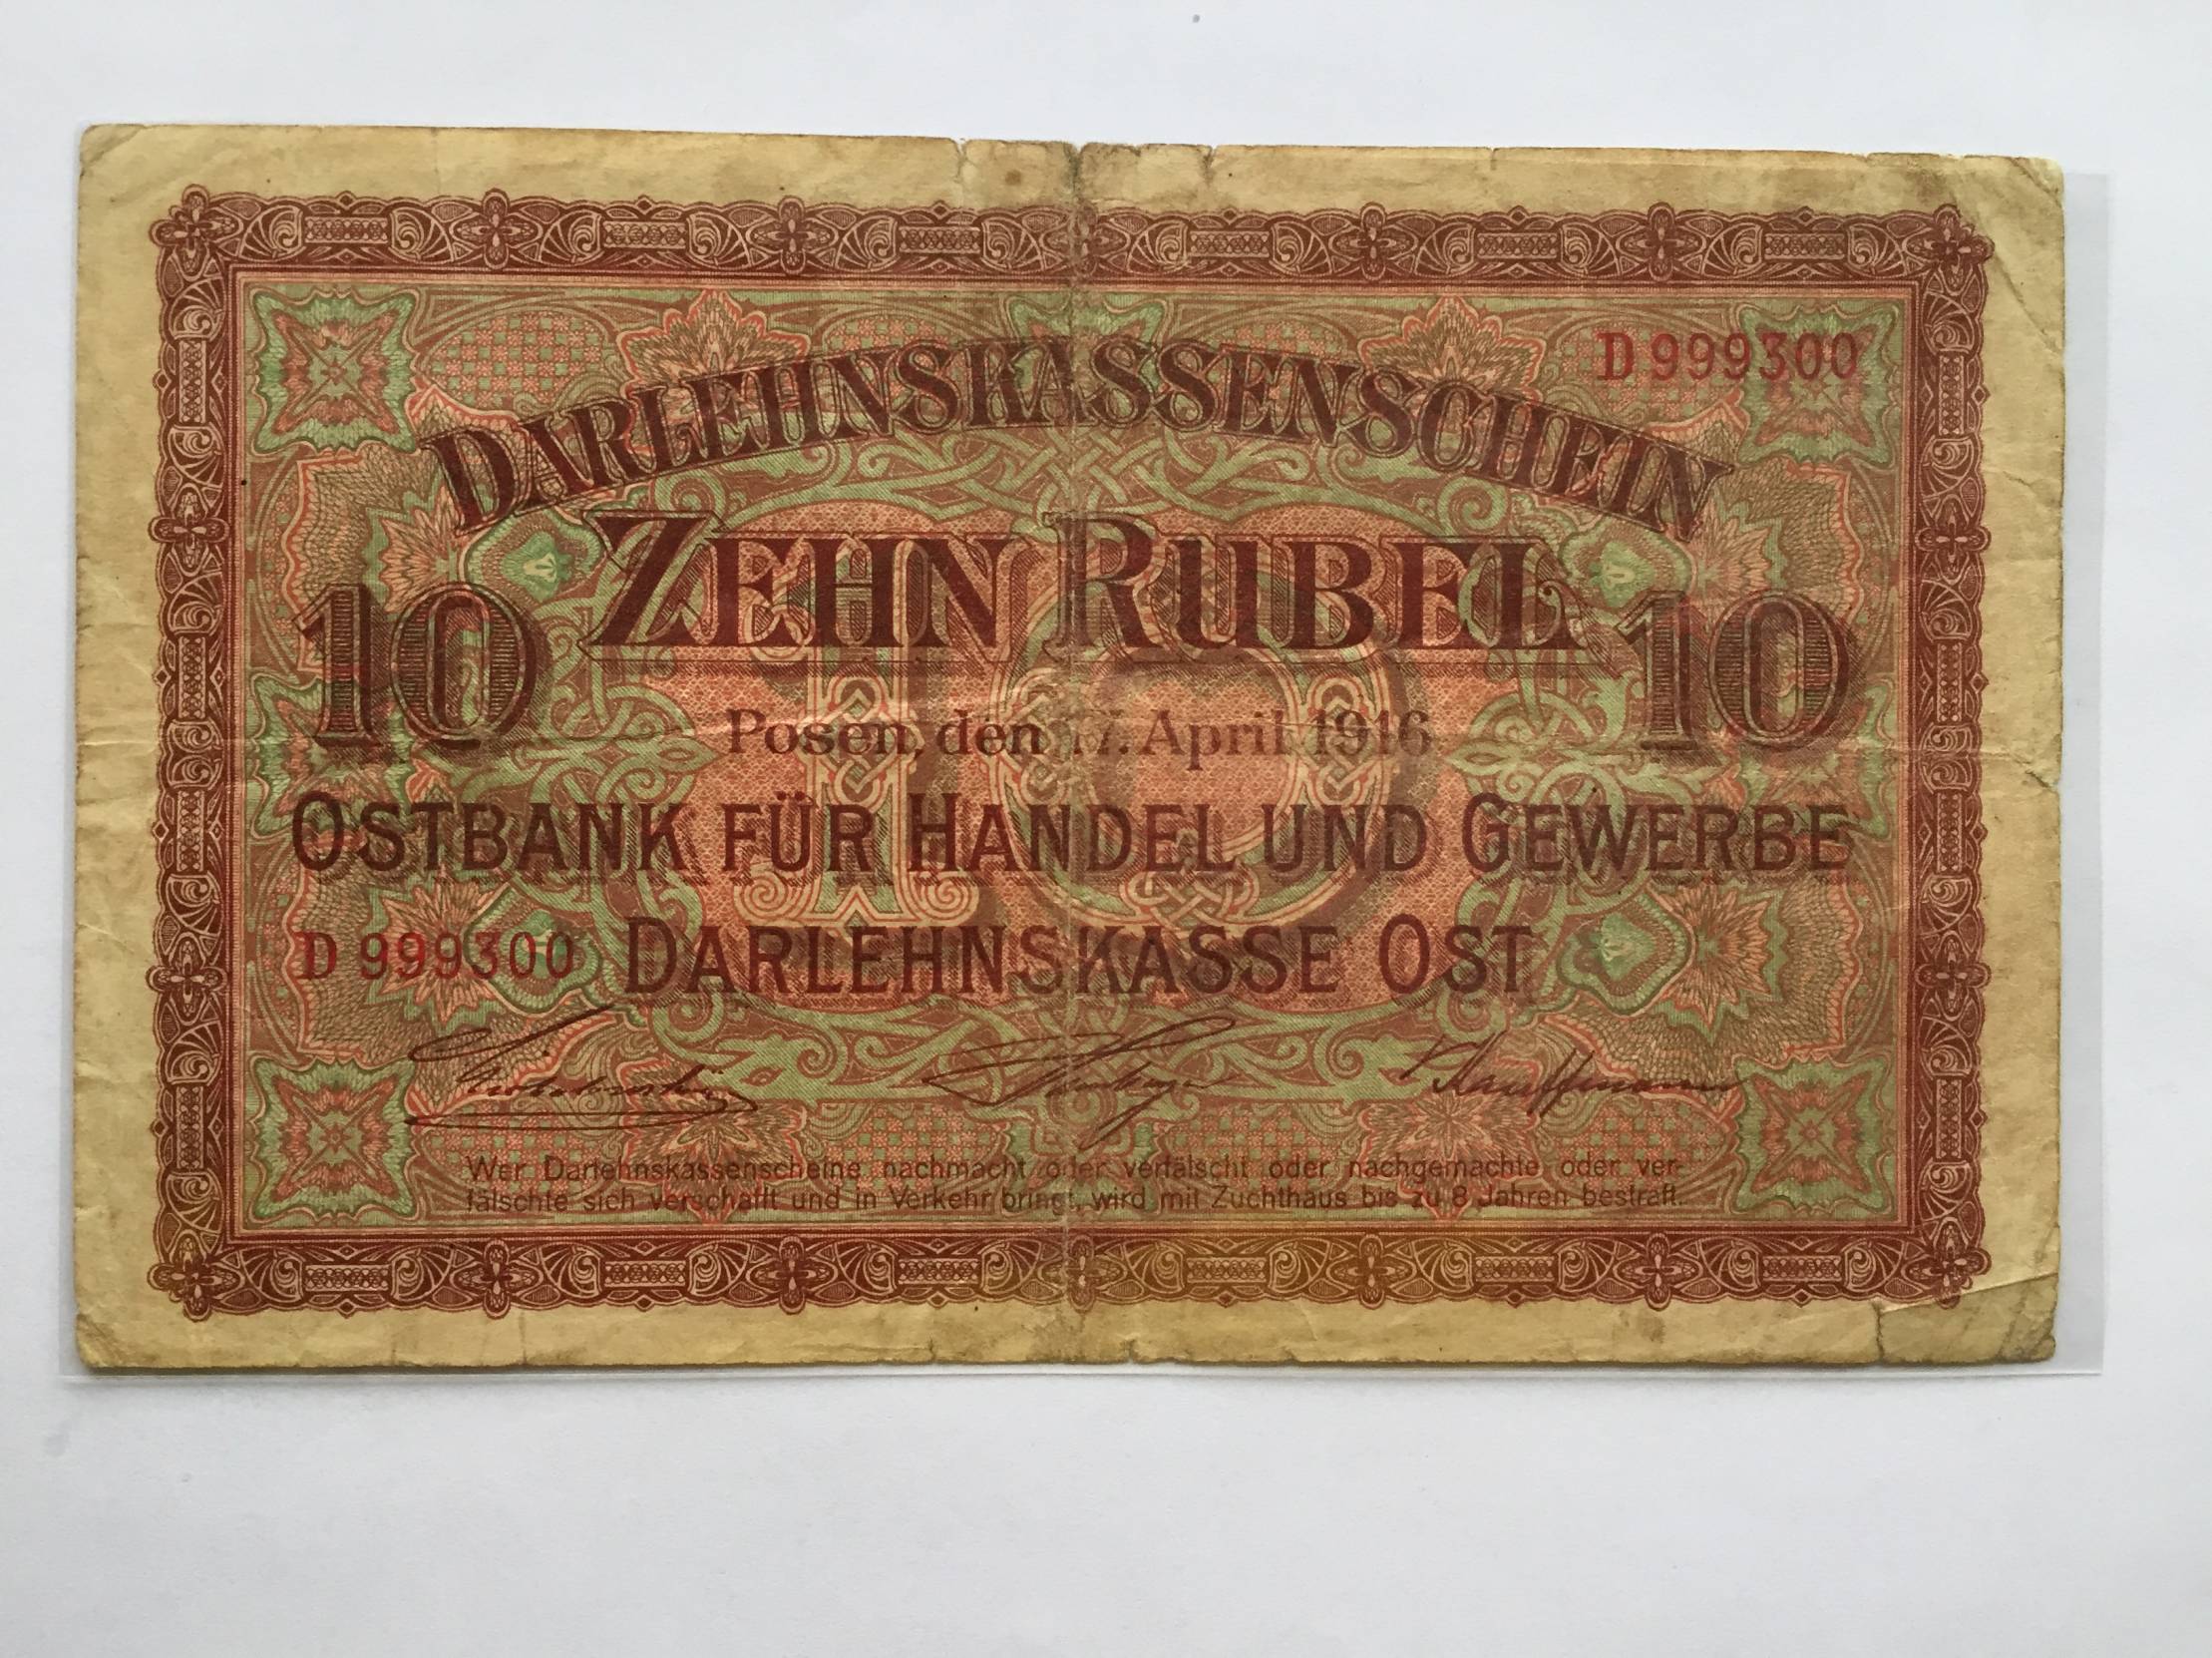 D 999300
DARLEHNSKASSENSCHEIN
ZEHN RUBEL
10 10
10
Posen, den 17. April 1916
OSTBANK FÜR HANDEL UND GEWERBE
D 999300 DARLEHNSKASSE OST
Wer Darlehnskassenscheine nachmacht oder verfälscht oder nachgemachte oder ver-
fälschte sich verschafft und in Verkehr bringt, wird mit Zuchthaus bis zu 8 Jahren bestraft.